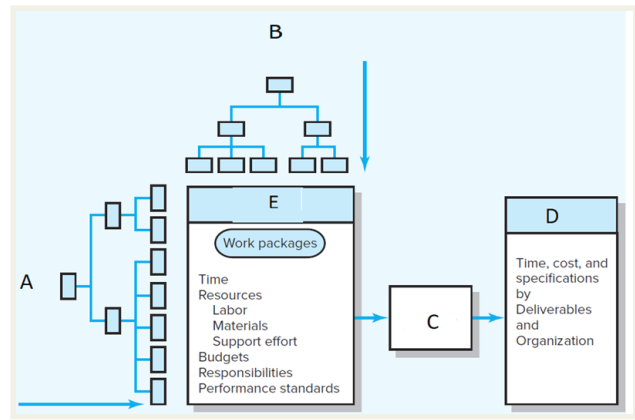 B
A
E
Work packages
Time
Resources
Labor
Materials
Support effort
Budgets
Responsibilities
Performance standards
C
D
Time, cost, and
specifications
by
Deliverables
and
Organization